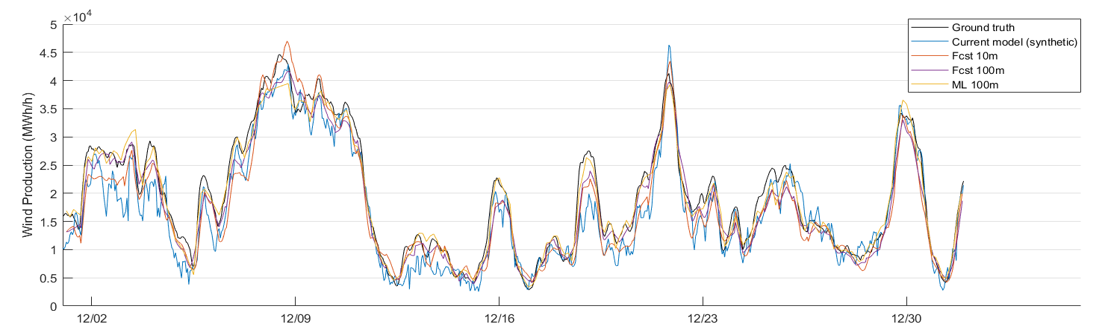 ×10⁴
5
4.5
4
3.5
3
2.5
2
1.5
1
0.5
0
Wind Production (MWh/h)
12/02 12/09 12/16 12/23 12/30
Ground truth
Current model (synthetic)
Fcst 10m
Fcst 100m
ML 100m